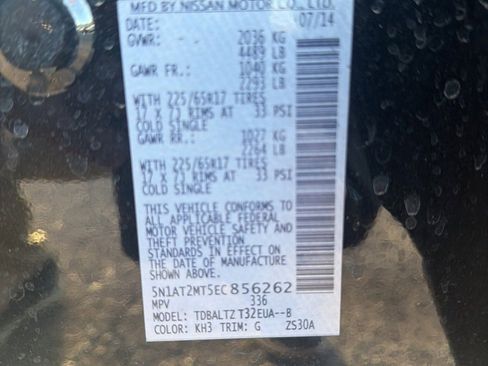 MFD BY NISSAN MOTOR CO., LTD.
DATE: 07/14
GVWR: -- 2036 KG
4489 LB
GAWR FR: 1040 KG
2293 LB
WITH 225/65R17 TIRES
17 X 7J RIMS AT 33 PSI
COLD SINGLE
GAWR RR: -- 1027 KG
2264 LB
WITH 225/65R17 TIRES
17 X 7J RIMS AT 33 PSI
COLD SINGLE
THIS VEHICLE CONFORMS TO
ALL APPLICABLE FEDERAL
MOTOR VEHICLE SAFETY AND
THEFT PREVENTION
STANDARDS IN EFFECT ON THE
DATE OF MANUFACTURE
SHOWN ABOVE.
5N1AT2MT5EC856262
MPV 336
MODEL: TDBALTZ T32EUA--B
COLOR: KH3 TRIM: G ZS30A